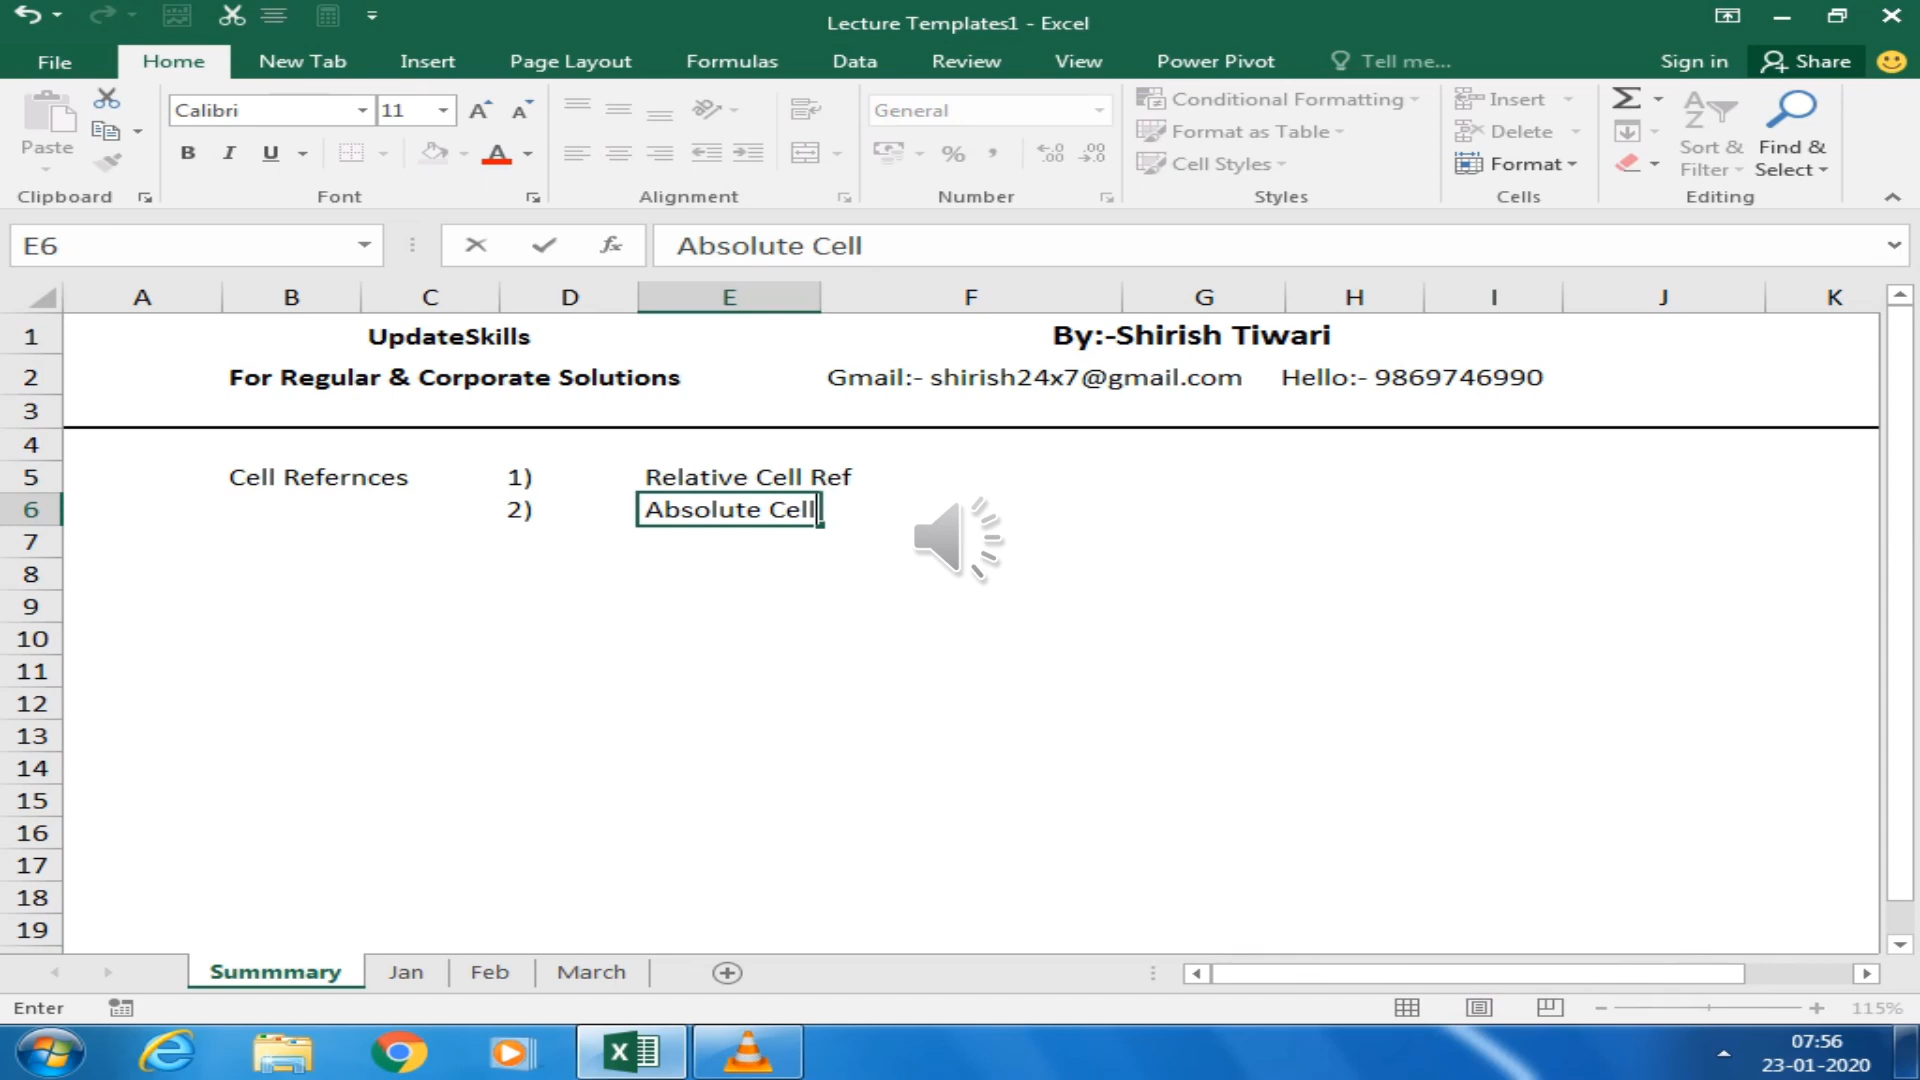 Lecture Templates1 - Excel
File Home New Tab Insert Page Layout Formulas Data Review View Power Pivot Tell me... Sign in Share
Calibri 11 General Conditional Formatting Insert
Format as Table Delete
Paste B I U A % Cell Styles Format Sort & Filter Find & Select
Clipboard Font Alignment Number Styles Cells Editing
E6 fx Absolute Cell
A B C D E F G H I J K
1 UpdateSkills By:-Shirish Tiwari
2 For Regular & Corporate Solutions Gmail:- shirish24x7@gmail.com Hello:- 9869746990
3
4
5 Cell Refernces 1) Relative Cell Ref
6 2) Absolute Cell
7
8
9
10
11
12
13
14
15
16
17
18
19
Summmary Jan Feb March
Enter 115%
07:56
23-01-2020